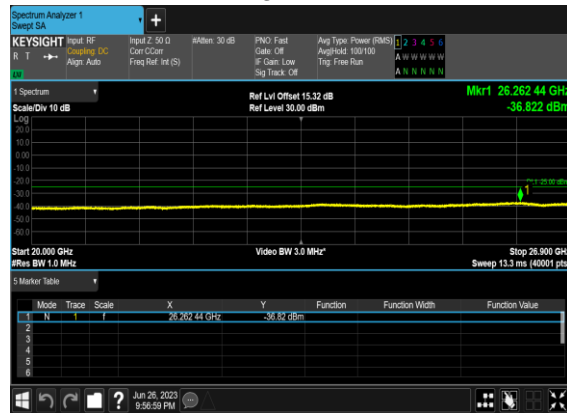 Spectrum Analyzer 1
Swept SA
+
KEYSIGHT Input: RF Input Z: 50 Ω #Atten: 30 dB PNO: Fast Avg Type: Power (RMS) 1 2 3 4 5 6
R T Coupling: DC Corr CCorr Gate: Off Avg|Hold: 100/100 A W W W W W
Align: Auto Freq Ref: Int (S) IF Gain: Low Trig: Free Run A N N N N N
Sig Track: Off
1 Spectrum
Ref Lvl Offset 15.32 dB Mkr1 26.262 44 GHz
Scale/Div 10 dB Ref Level 30.00 dBm -36.822 dBm
Log
20.0
10.0
0.00
-10.0
-20.0
-25.00 dBm
1
-30.0
-40.0
-50.0
-60.0
Start 20.000 GHz Video BW 3.0 MHz* Stop 26.900 GHz
#Res BW 1.0 MHz Sweep 13.3 ms (40001 pts
5 Marker Table
Mode Trace Scale X Y Function Function Width Function Value
1 N 1 f 26.262 44 GHz -36.82 dBm
2
3
4
5
6
? Jun 26, 2023
9:56:59 PM